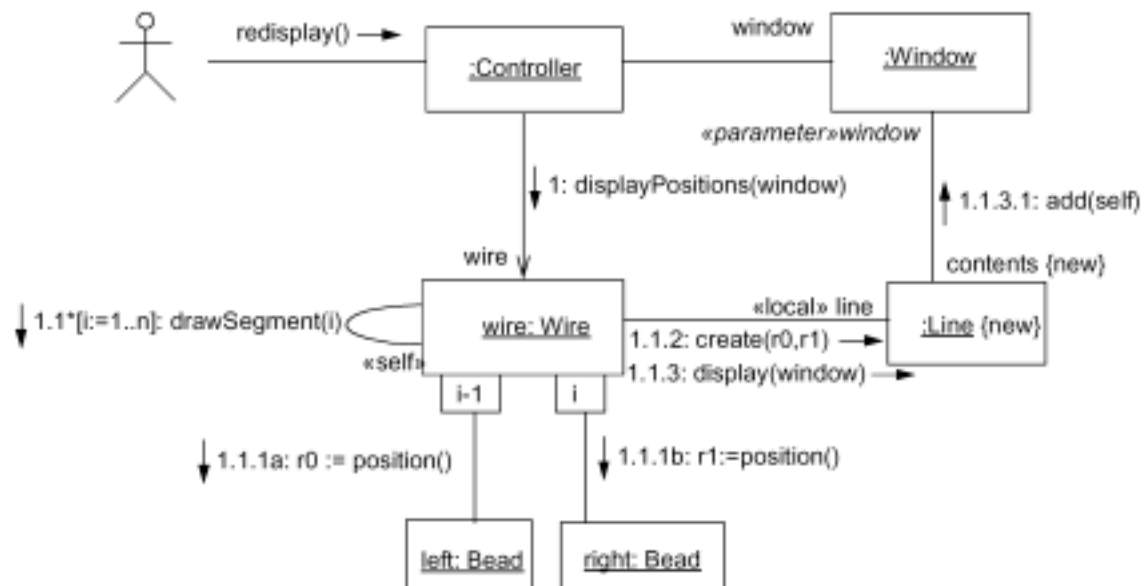 redisplay()
:Controller
window
:Window
«parameter»window
1: displayPositions(window)
1.1.3.1: add(self)
wire
contents {new}
1.1*[i:=1..n]: drawSegment(i)
«self»
wire: Wire
«local» line
1.1.2: create(r0,r1)
1.1.3: display(window)
:Line {new}
i-1
i
1.1.1a: r0 := position()
1.1.1b: r1:=position()
left: Bead
right: Bead